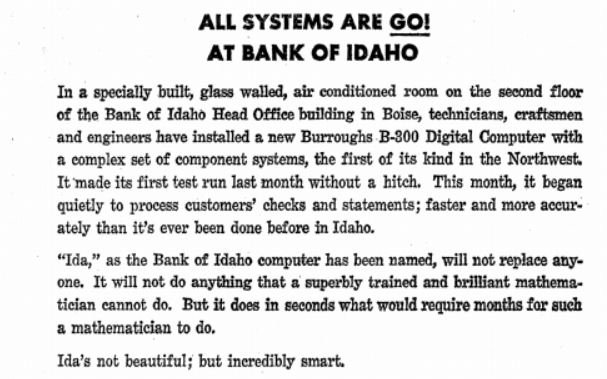 ALL SYSTEMS ARE GO!
AT BANK OF IDAHO
In a specially built, glass walled, air conditioned room on the second floor
of the Bank of Idaho Head Office building in Boise, technicians, craftsmen
and engineers have installed a new Burroughs B-300 Digital Computer with
a complex set of component systems, the first of its kind in the Northwest.
It made its first test run last month without a hitch. This month, it began
quietly to process customers' checks and statements; faster and more accur-
ately than it's ever been done before in Idaho.
"Ida," as the Bank of Idaho computer has been named, will not replace any-
one. It will not do anything that a superbly trained and brilliant mathema-
tician cannot do. But it does in seconds what would require months for such
a mathematician to do.
Ida's not beautiful; but incredibly smart.